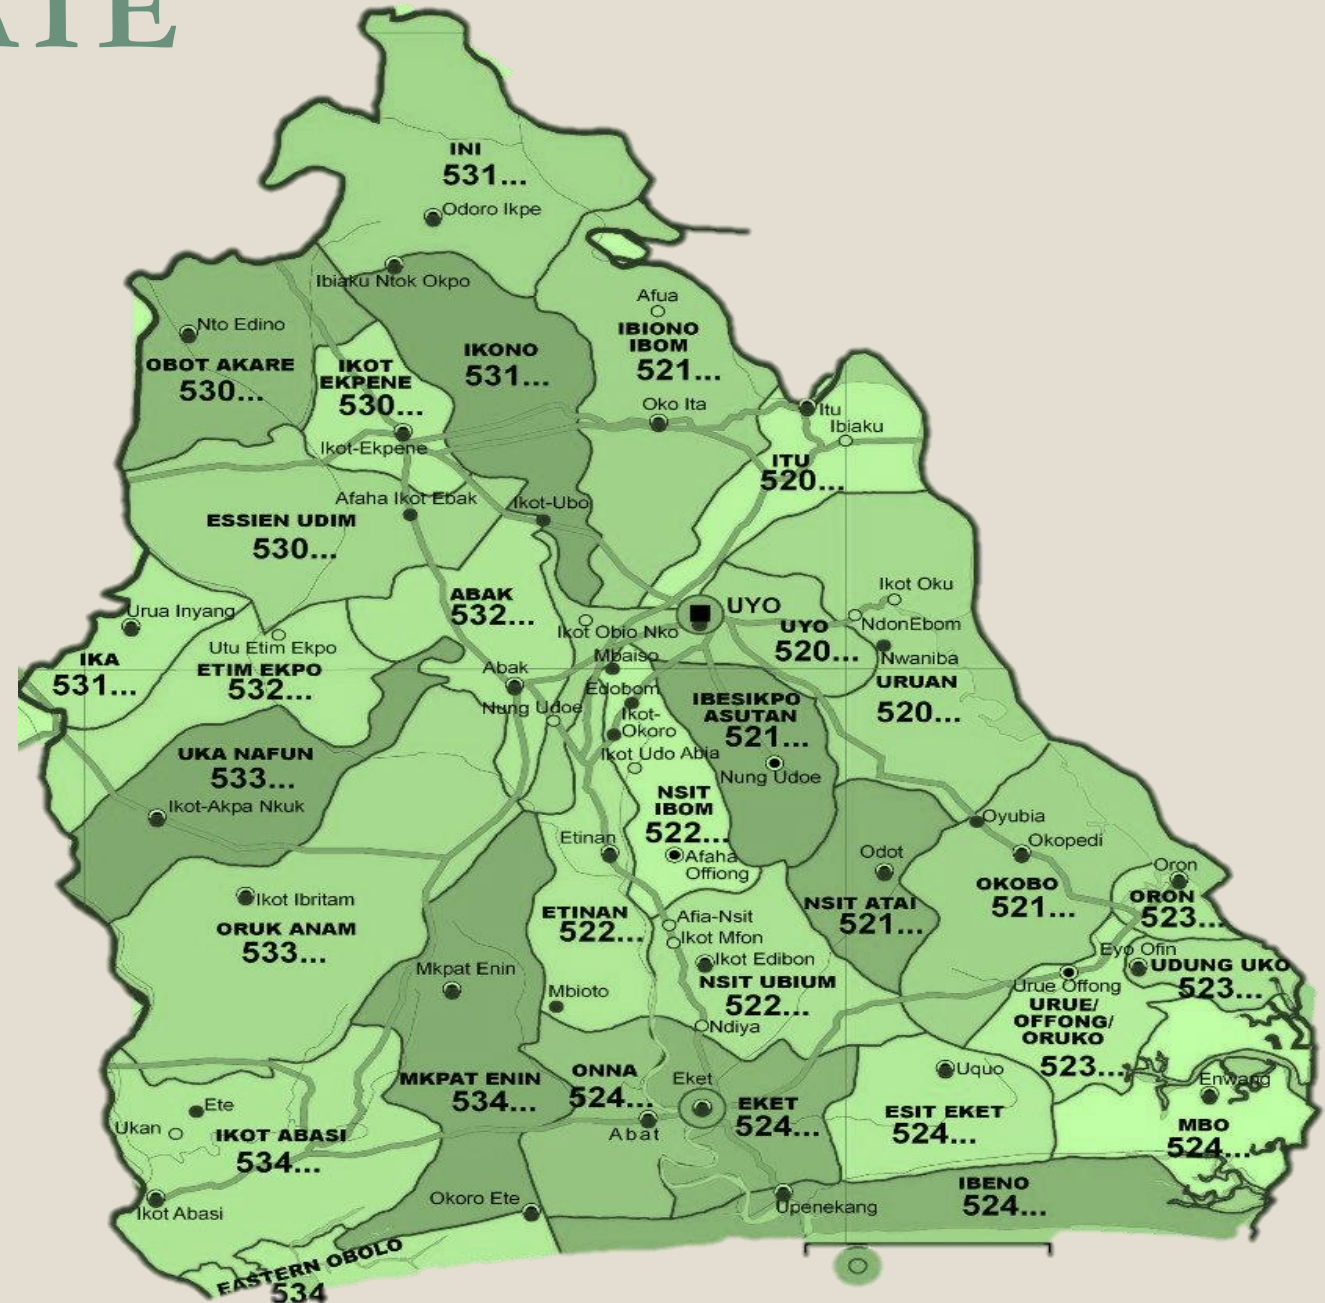 ATE
INI
531...
Odoro Ikpe
Ibiaku Ntok Okpo
Afua
Nto Edino
IBIONO
IBOM
521...
OBOT AKARE
530...
IKOT
EKPENE
530...
IKONO
531...
Oko Ita
Itu
Ibiaku
Ikot-Ekpene
ITU
520...
Afaha Ikot Ebak
Ikot-Ubo
ESSIEN UDIM
530...
Ikot Oku
ABAK
532...
UYO
Urua Inyang
NdonEbom
Ikot Obio Nko
UYO
520...
Utu Etim Ekpo
Mbaiso
Nwaniba
IKA
531...
ETIM EKPO
532...
Abak
Edobom
URUAN
520...
IBESIKPO
ASUTAN
521...
Nung Udoe
Ikot-
Okoro
UKA NAFUN
533...
Ikot Udo Abia
Nung Udoe
Ikot-Akpa Nkuk
NSIT
IBOM
522...
Oyubia
Etinan
Okopedi
Afaha
Offiong
Odot
Oron
Ikot Ibritam
OKOBO
521...
ORON
523...
ORUK ANAM
533...
ETINAN
522...
NSIT ATAI
521...
Afia-Nsit
Ikot Mfon
Eyo Ofin
Ikot Edibon
UDUNG UKO
523...
Mkpat Enin
NSIT UBIUM
522...
Urue Offong
Mbioto
URUE/
OFFONG/
ORUKO
523...
Ndiya
ONNA
524...
Uquo
MKPAT ENIN
534...
Eket
Enwang
Ete
EKET
524...
ESIT EKET
524...
Ukan
IKOT ABASI
534...
Abat
MBO
524...
IBENO
524...
Okoro Ete
Upenekang
Ikot Abasi
EASTERN OBOLO
534